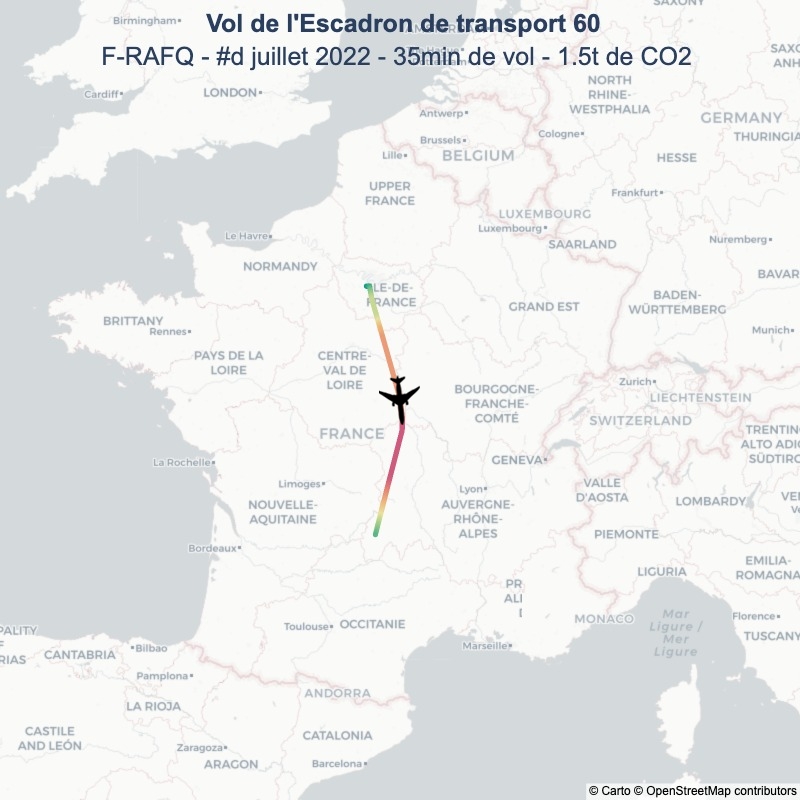 Vol de l'Escadron de transport 60
F-RAFQ - #d juillet 2022 - 35min de vol - 1.5t de CO2
Birmingham
SAXONY
Cardiff
LONDON
NORTH
RHINE-
WESTPHALIA
Antwerp
GERMANY
Brussels
Cologne
THURINGIA
Lille
BELGIUM
HESSE
UPPER
FRANCE
Frankfurt
LUXEMBOURG
Luxembourg
SAARLAND
Le Havre
Nuremberg
NORMANDY
BAVAR
ILE-DE-
FRANCE
GRAND EST
BADEN-
WÜRTTEMBERG
BRITTANY
Rennes
Munich
PAYS DE LA
LOIRE
CENTRE-
VAL DE
LOIRE
BOURGOGNE-
FRANCHE-
COMTÉ
Zurich
LIECHTENSTEIN
SWITZERLAND
FRANCE
TRENTINO
ALTO ADIG
SÜDTIRO
La Rochelle
GENEVA
Limoges
Lyon
VALLE
D'AOSTA
LOMBARDY
NOUVELLE-
AQUITAINE
AUVERGNE-
RHÔNE-
ALPES
PIEMONTE
Bordeaux
EMILIA-
ROMAGNA
LIGURIA
PR
ALI
Toulouse
OCCITANIE
MONACO
Mar
Ligure /
Mer
Ligure
Florence
TUSCANY
Marseille
PALITY
F
RIAS
CANTABRIA
Bilbao
Pamplona
ANDORRA
LA RIOJA
CASTILE
AND LEÓN
CATALONIA
Zaragoza
ARAGON
Barcelona
© Carto © OpenStreetMap contributors